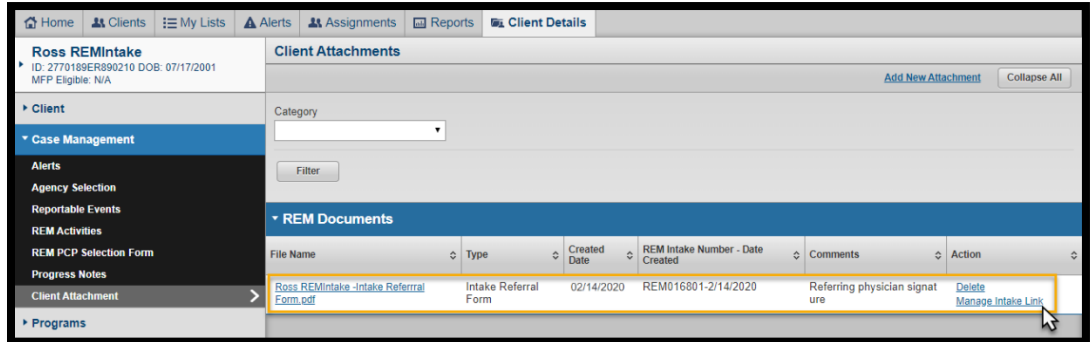 Home Clients My Lists Alerts Assignments Reports Client Details
Ross REMIntake
ID: 2770189ER890210 DOB: 07/17/2001
MFP Eligible: N/A
Client
Case Management
Alerts
Agency Selection
Reportable Events
REM Activities
REM PCP Selection Form
Progress Notes
Client Attachment
Programs
Client Attachments
Add New Attachment Collapse All
Category
Filter
REM Documents
File Name Type Created Date REM Intake Number - Date Created Comments Action
Ross REMIntake -Intake Referrral Intake Referral 02/14/2020 REM016801-2/14/2020 Referring physician signat Delete
Form.pdf Form ure Manage Intake Link